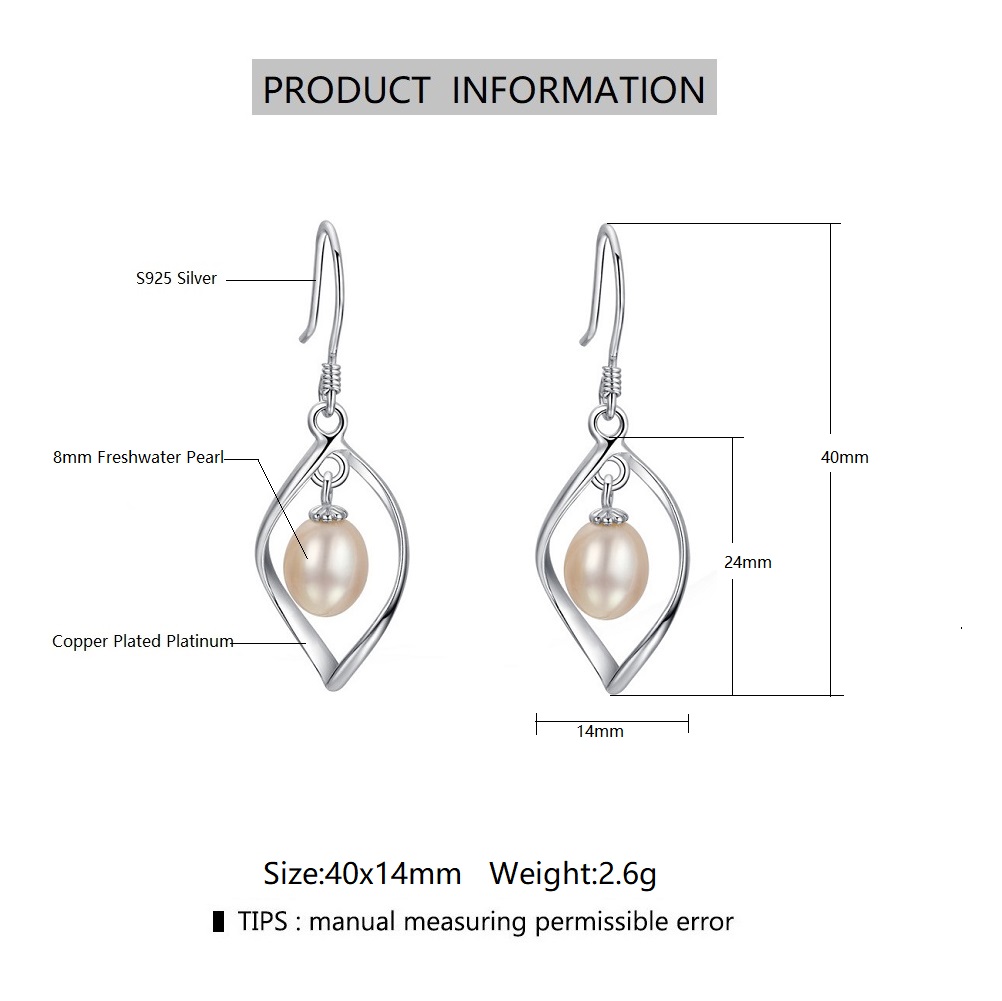 PRODUCT INFORMATION
S925 Silver
8mm Freshwater Pearl
40mm
24mm
Copper Plated Platinum
14mm
Size:40x14mm Weight:2.6g
TIPS : manual measuring permissible error